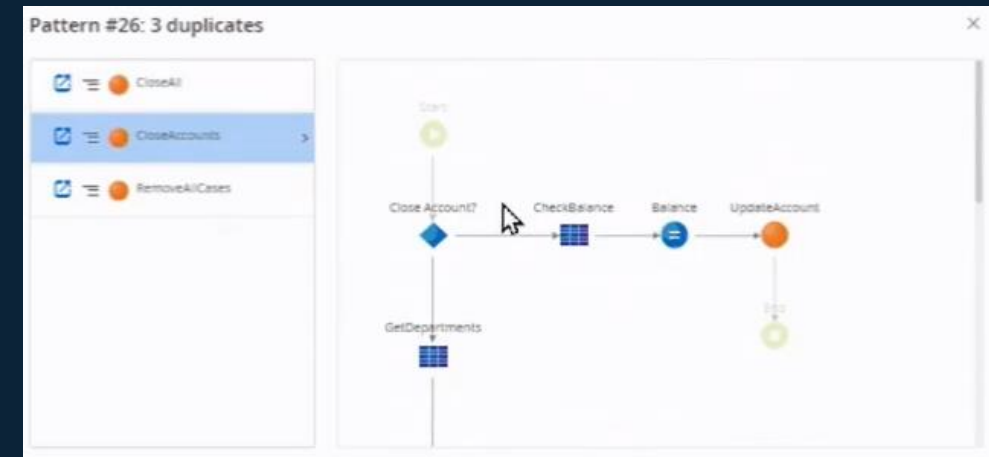 Pattern #26: 3 duplicates
CloseAll
CloseAccounts
RemoveAllCases
Start
Close Account?
CheckBalance
Balance
UpdateAccount
End
GetDepartments